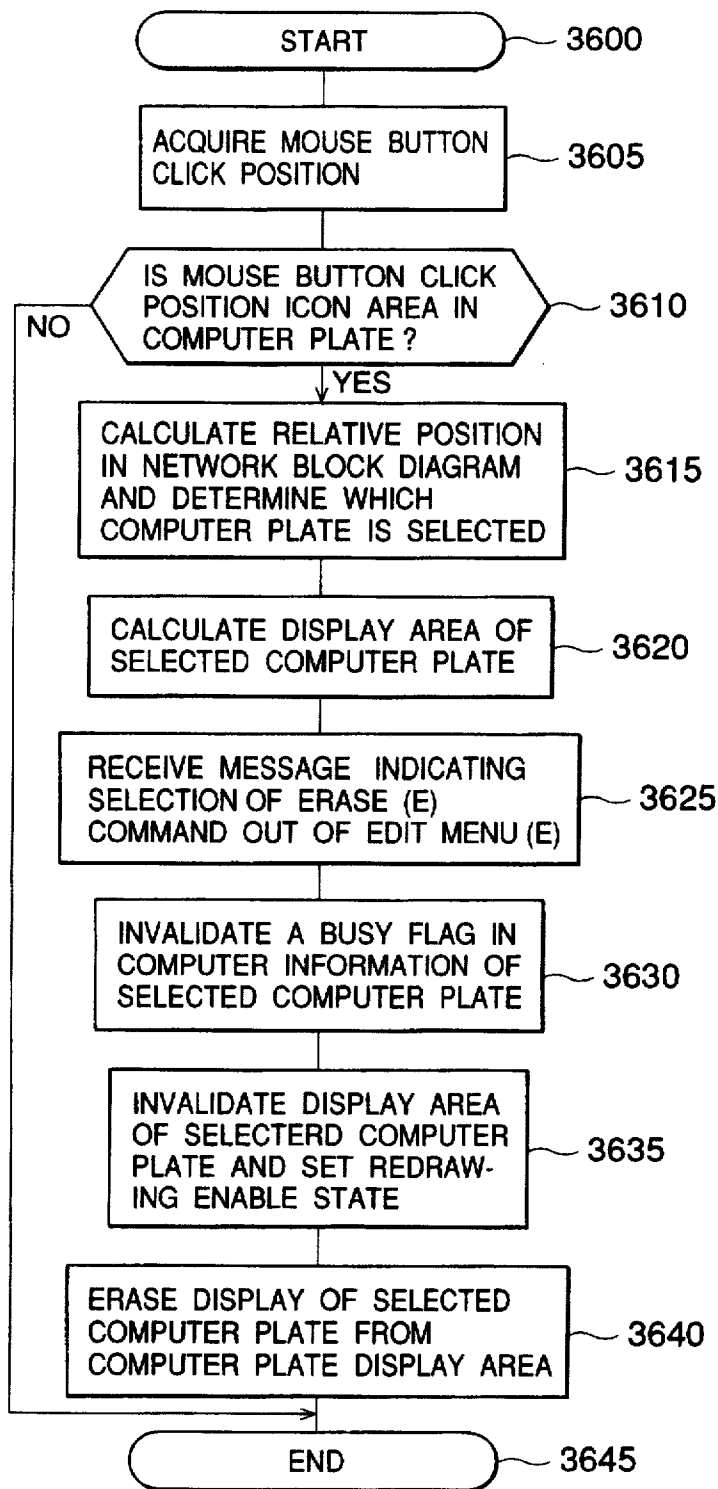 START
3600
ACQUIRE MOUSE BUTTON
CLICK POSITION
3605
IS MOUSE BUTTON CLICK
POSITION ICON AREA IN
COMPUTER PLATE ?
3610
NO
YES
CALCULATE RELATIVE POSITION
IN NETWORK BLOCK DIAGRAM
AND DETERMINE WHICH
COMPUTER PLATE IS SELECTED
3615
CALCULATE DISPLAY AREA OF
SELECTED COMPUTER PLATE
3620
RECEIVE MESSAGE INDICATING
SELECTION OF ERASE (E)
COMMAND OUT OF EDIT MENU (E)
3625
INVALIDATE A BUSY FLAG IN
COMPUTER INFORMATION OF
SELECTED COMPUTER PLATE
3630
INVALIDATE DISPLAY AREA
OF SELECTERD COMPUTER
PLATE AND SET REDRAW-
ING ENABLE STATE
3635
ERASE DISPLAY OF SELECTED
COMPUTER PLATE FROM
COMPUTER PLATE DISPLAY AREA
3640
END
3645